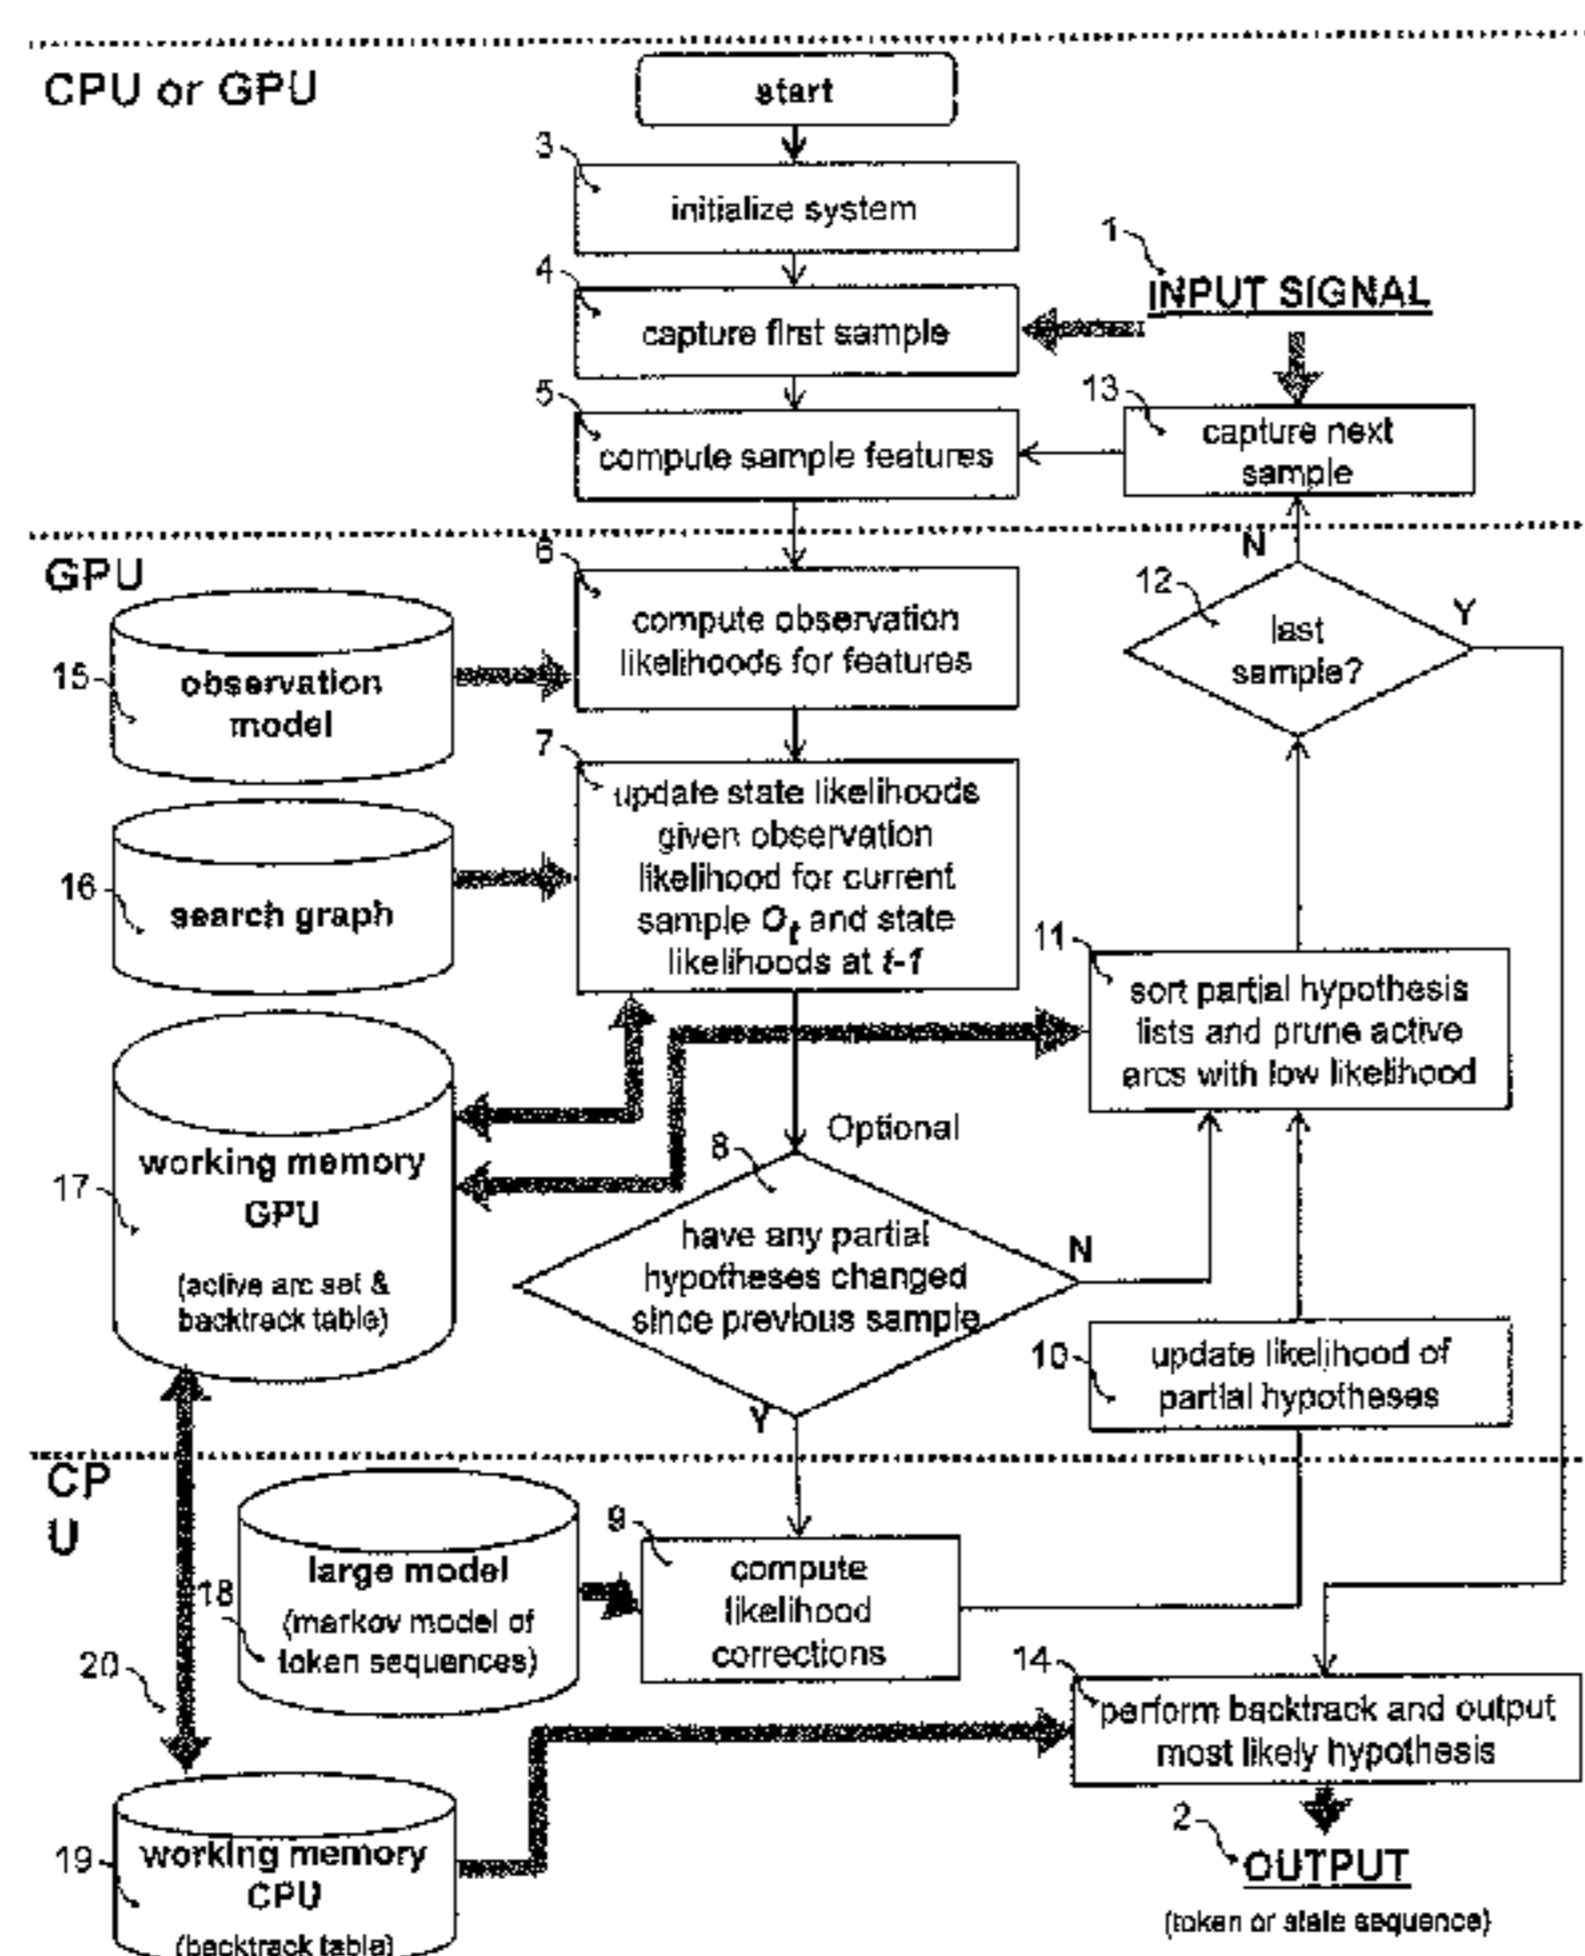 CPU or GPU
start
3
initialize system
1
INPUT SIGNAL
4
capture first sample
5
compute sample features
13
capture next
sample
GPU
6
compute observation
likelihoods for features
N
12
last
sample?
Y
15
observation
model
7
update state likelihoods
given observation
likelihood for current
sample Ot and state
likelihoods at t-1
16
search graph
11
sort partial hypothesis
lists and prune active
arcs with low likelihood
17
working memory
GPU
(active arc set &
backtrack table)
Optional
8
have any partial
hypotheses changed
since previous sample
N
Y
10
update likelihood of
partial hypotheses
CP
U
18
large model
(markov model of
token sequences)
9
compute
likelihood
corrections
20
14
perform backtrack and output
most likely hypothesis
19
working memory
CPU
(backtrack table)
2
OUTPUT
(token or state sequence)